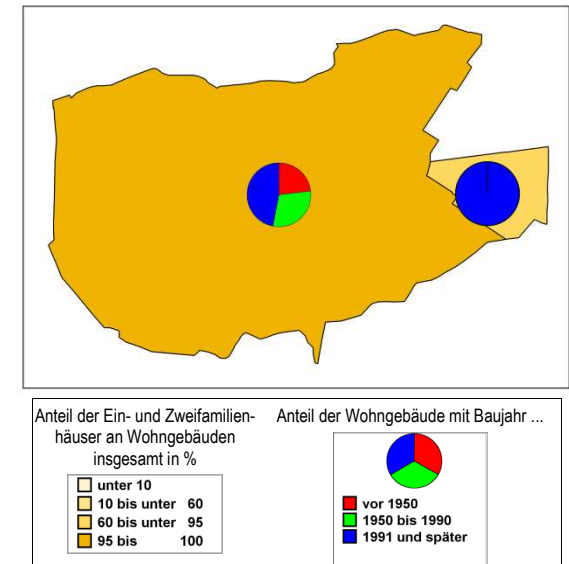 Anteil der Ein- und Zweifamilien-
häuser an Wohngebäuden
insgesamt in %
unter 10
10 bis unter 60
60 bis unter 95
95 bis 100
Anteil der Wohngebäude mit Baujahr ...
vor 1950
1950 bis 1990
1991 und später